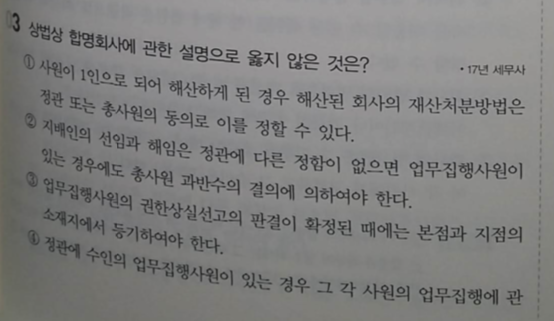 3 상법상 합명회사에 관한 설명으로 옳지 않은 것은?
• 17년 세무사
① 사원이 1인으로 되어 해산하게 된 경우 해산된 회사의 재산처분방법은
정관 또는 총사원의 동의로 이를 정할 수 있다.
② 지배인의 선임과 해임은 정관에 다른 정함이 없으면 업무집행사원이
있는 경우에도 총사원 과반수의 결의에 의하여야 한다.
③ 업무집행사원의 권한상실선고의 판결이 확정된 때에는 본점과 지점의
소재지에서 등기하여야 한다.
④ 정관에 수인의 업무집행사원이 있는 경우 그 각 사원의 업무집행에 관